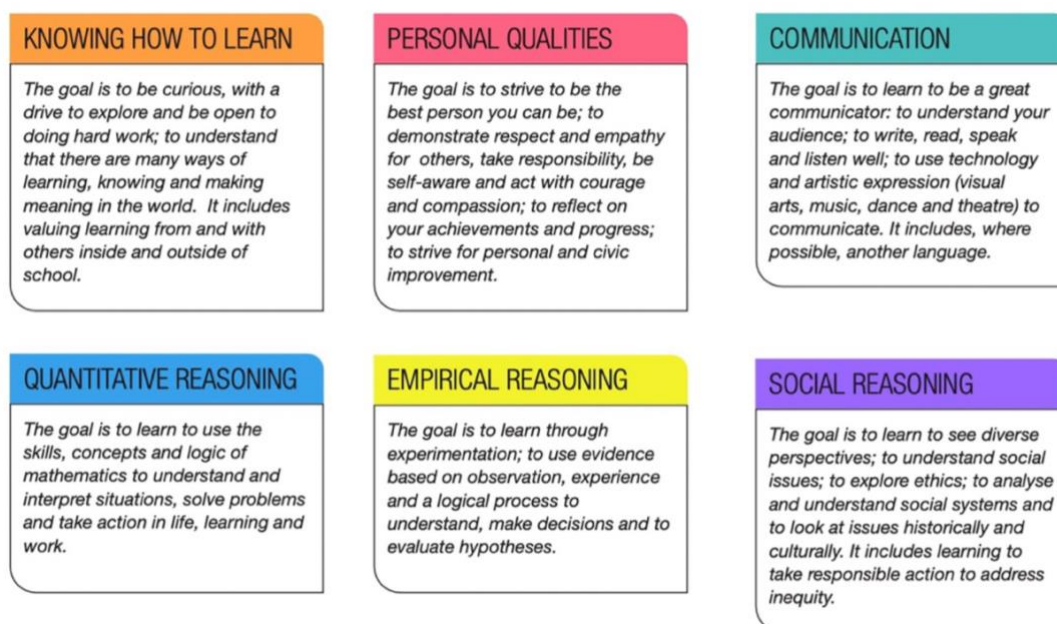 KNOWING HOW TO LEARN
The goal is to be curious, with a
drive to explore and be open to
doing hard work; to understand
that there are many ways of
learning, knowing and making
meaning in the world.  It includes
valuing learning from and with
others inside and outside of
school.
PERSONAL QUALITIES
The goal is to strive to be the
best person you can be; to
demonstrate respect and empathy
for  others, take responsibility, be
self-aware and act with courage
and compassion; to reflect on
your achievements and progress;
to strive for personal and civic
improvement.
COMMUNICATION
The goal is to learn to be a great
communicator: to understand your
audience; to write, read, speak
and listen well; to use technology
and artistic expression (visual
arts, music, dance and theatre) to
communicate. It includes, where
possible, another language.
QUANTITATIVE REASONING
The goal is to learn to use the
skills, concepts and logic of
mathematics to understand and
interpret situations, solve problems
and take action in life, learning and
work.
EMPIRICAL REASONING
The goal is to learn through
experimentation; to use evidence
based on observation, experience
and a logical process to
understand, make decisions and to
evaluate hypotheses.
SOCIAL REASONING
The goal is to learn to see diverse
perspectives; to understand social
issues; to explore ethics; to analyse
and understand social systems and
to look at issues historically and
culturally. It includes learning to
take responsible action to address
inequity.